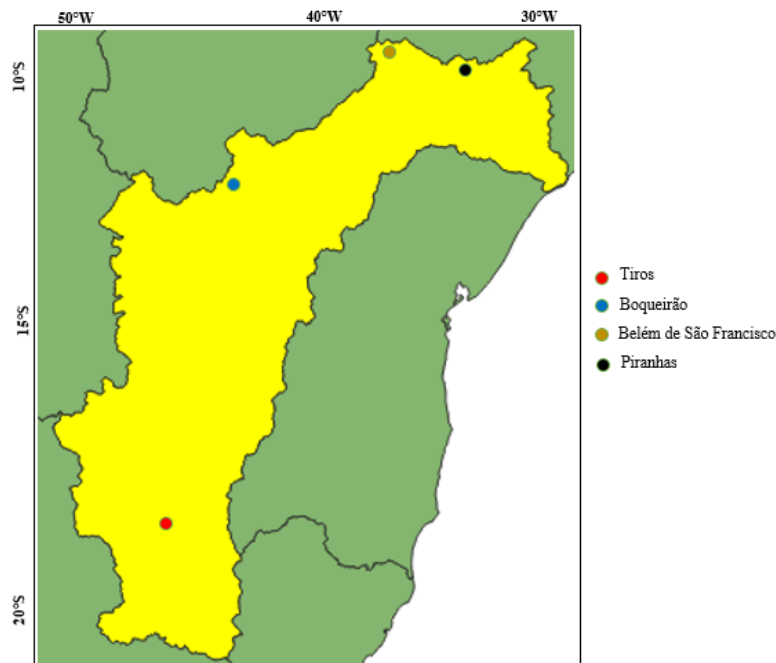 50°W 40°W 30°W
10°S
15°S
20°S
Tiros
Boqueirão
Belém de São Francisco
Piranhas